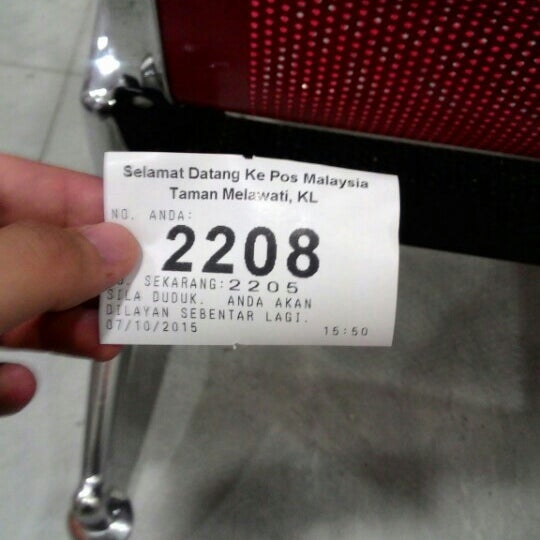 Selamat Datang Ke Pos Malaysia
Taman Melawati, KL
NO. ANDA:
2208
NO. SEKARANG:2205
SILA DUDUK. ANDA AKAN
DILAYAN SEBENTAR LAGI.
07/10/2015 15:50